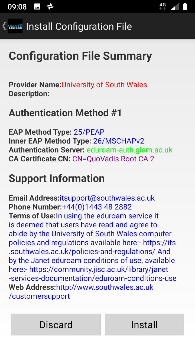 09:08
Install Configuration File
Configuration File Summary
Provider Name:University of South Wales
Description:
Authentication Method #1
EAP Method Type: 25/PEAP
Inner EAP Method Type: 26/MSCHAPv2
Authentication Server: eduroam-auth.glam.ac.uk
CA Certificate CN: CN=QuoVadis Root CA 2
Support Information
Email Address:itsupport@southwales.ac.uk
Phone Number:+44(0)1443 48 2882
Terms of Use:In using the eduroam service it
is deemed that users have read and agree to
abide by the University of South Wales computer
policies and regulations available here:- https://its
.southwales.ac.uk/policies-and-regulations/ And
by the Janet eduroam conditions of use, available
here:- https://community.jisc.ac.uk/library/janet
-services-documentation/eduroam-conditions-use
Web Address:http://www.southwales.ac.uk
/customersupport
Discard
Install